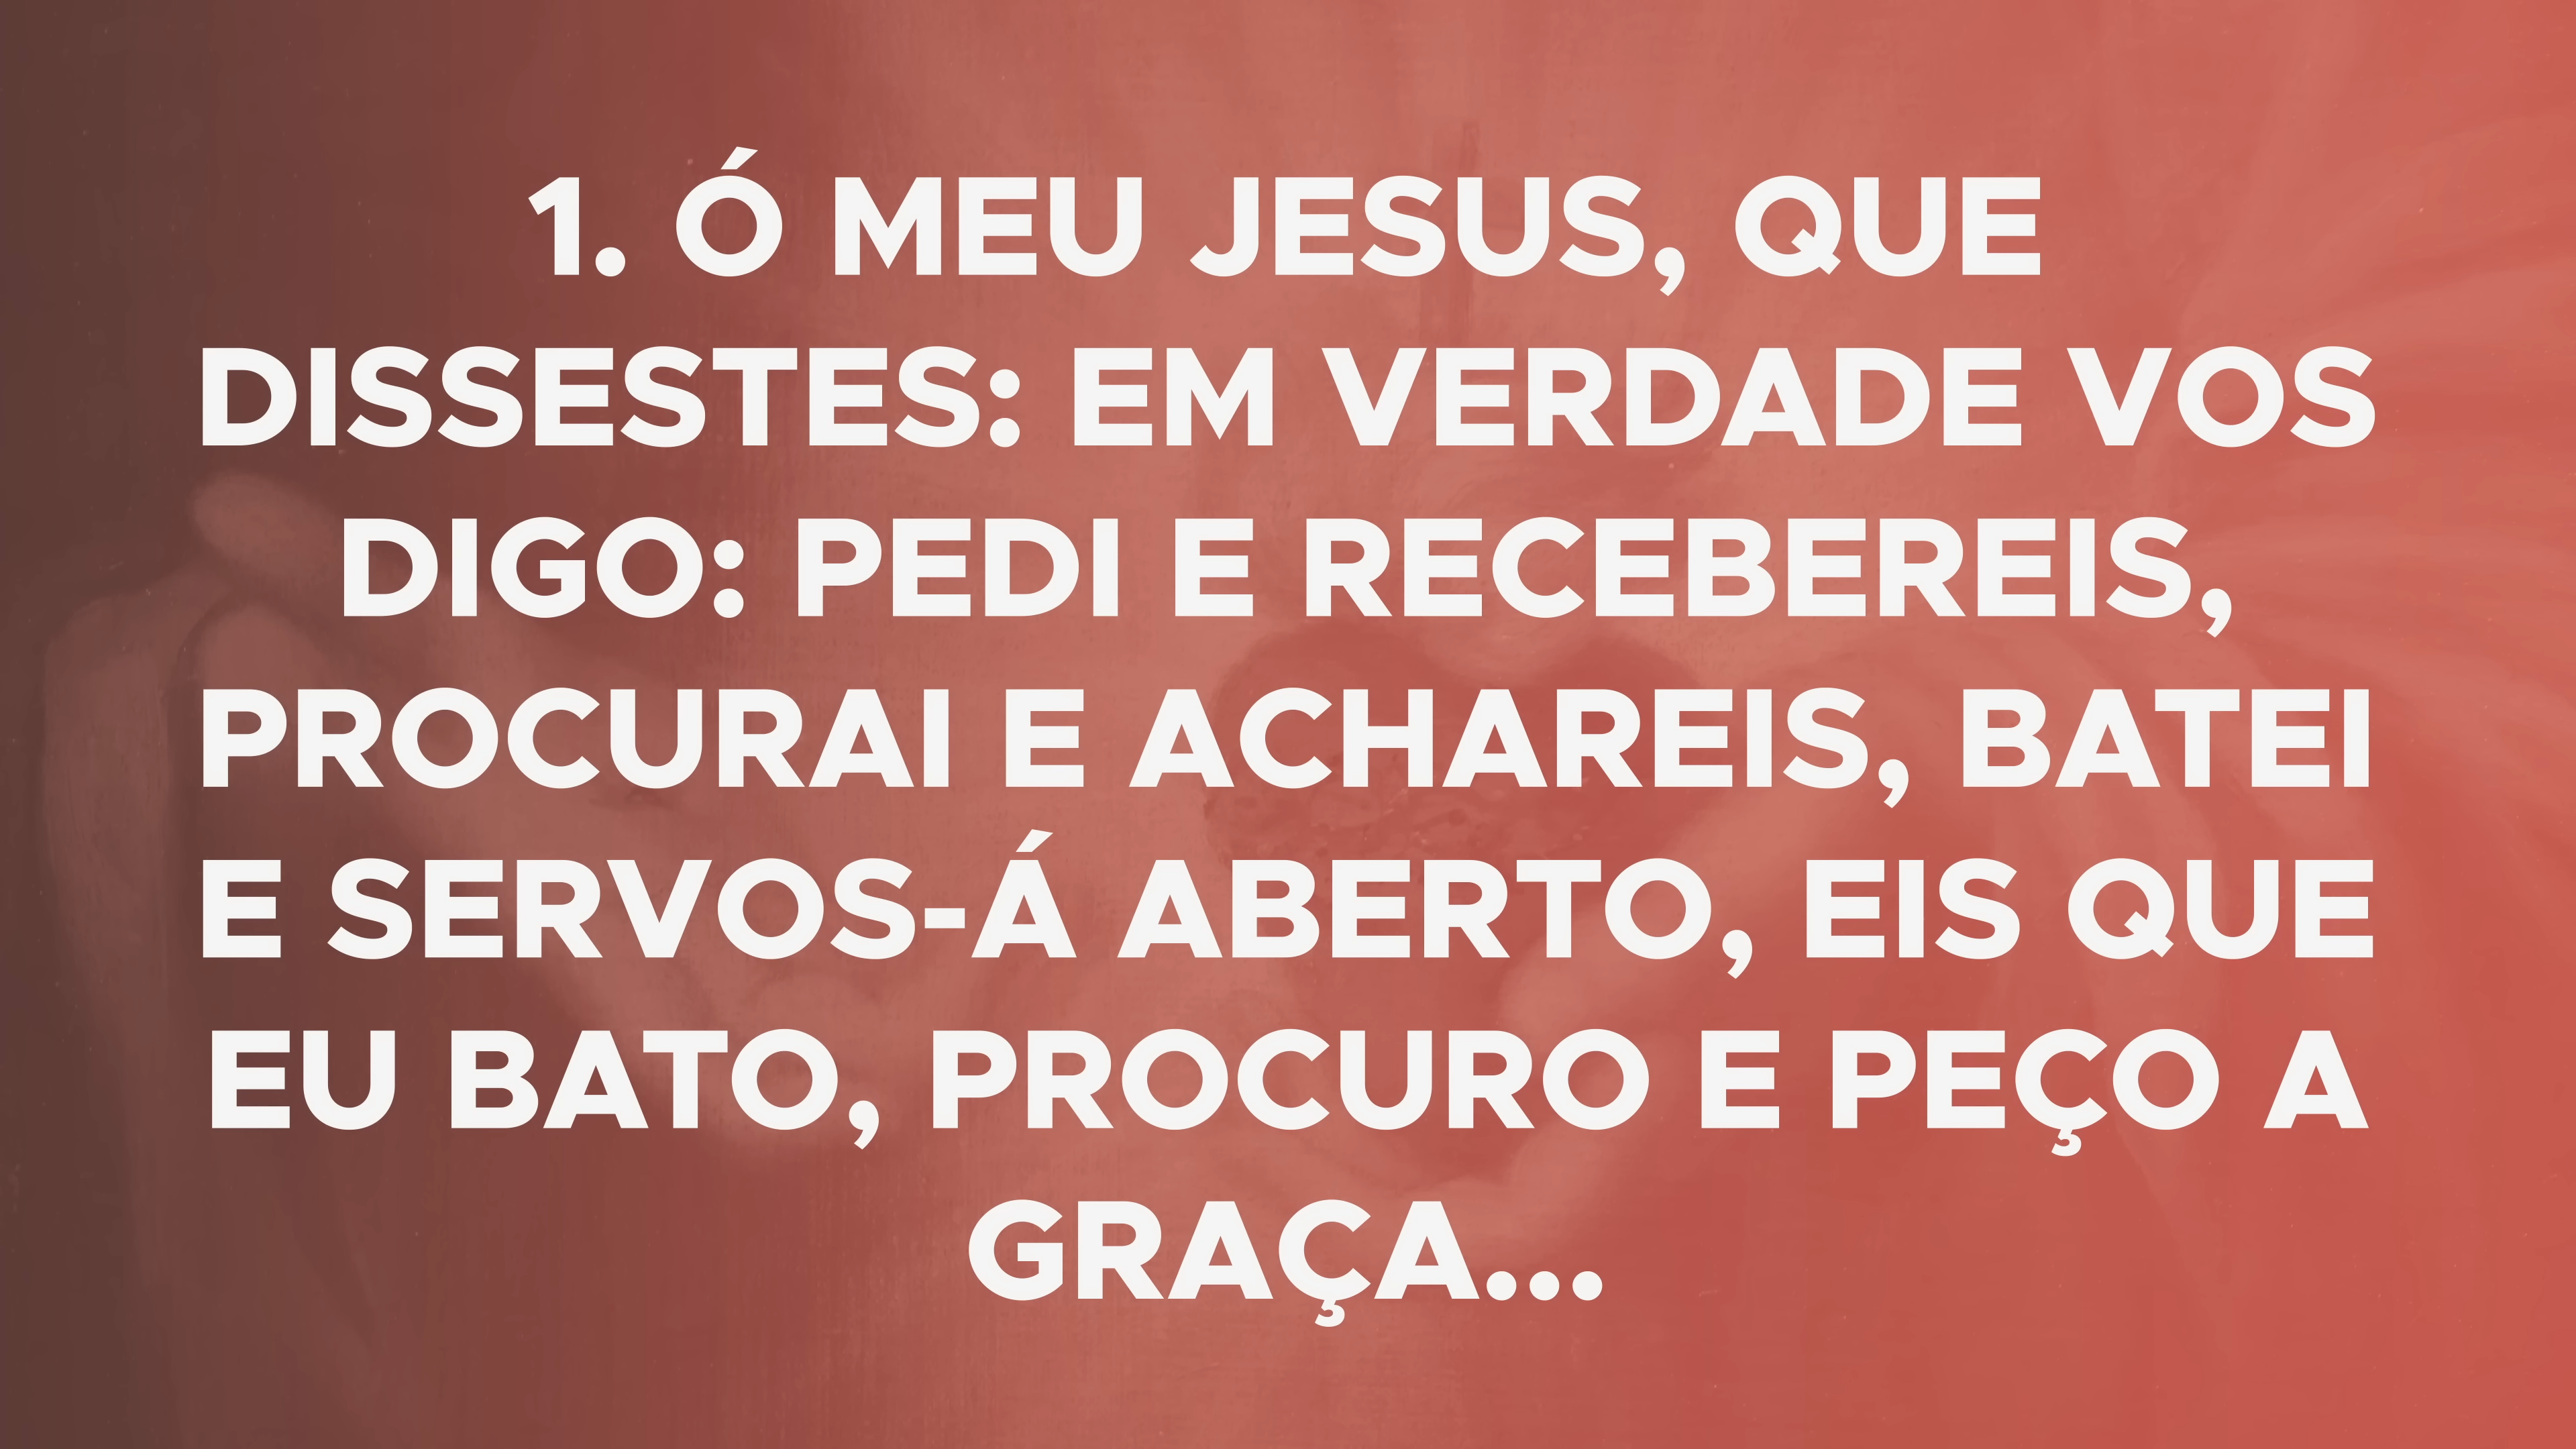 1. Ó MEU JESUS, QUE
DISSESTES: EM VERDADE VOS
DIGO: PEDI E RECEBEREIS,
PROCURAI E ACHAREIS, BATEI
E SERVOS-Á ABERTO, EIS QUE
EU BATO, PROCURO E PEÇO A
GRAÇA...